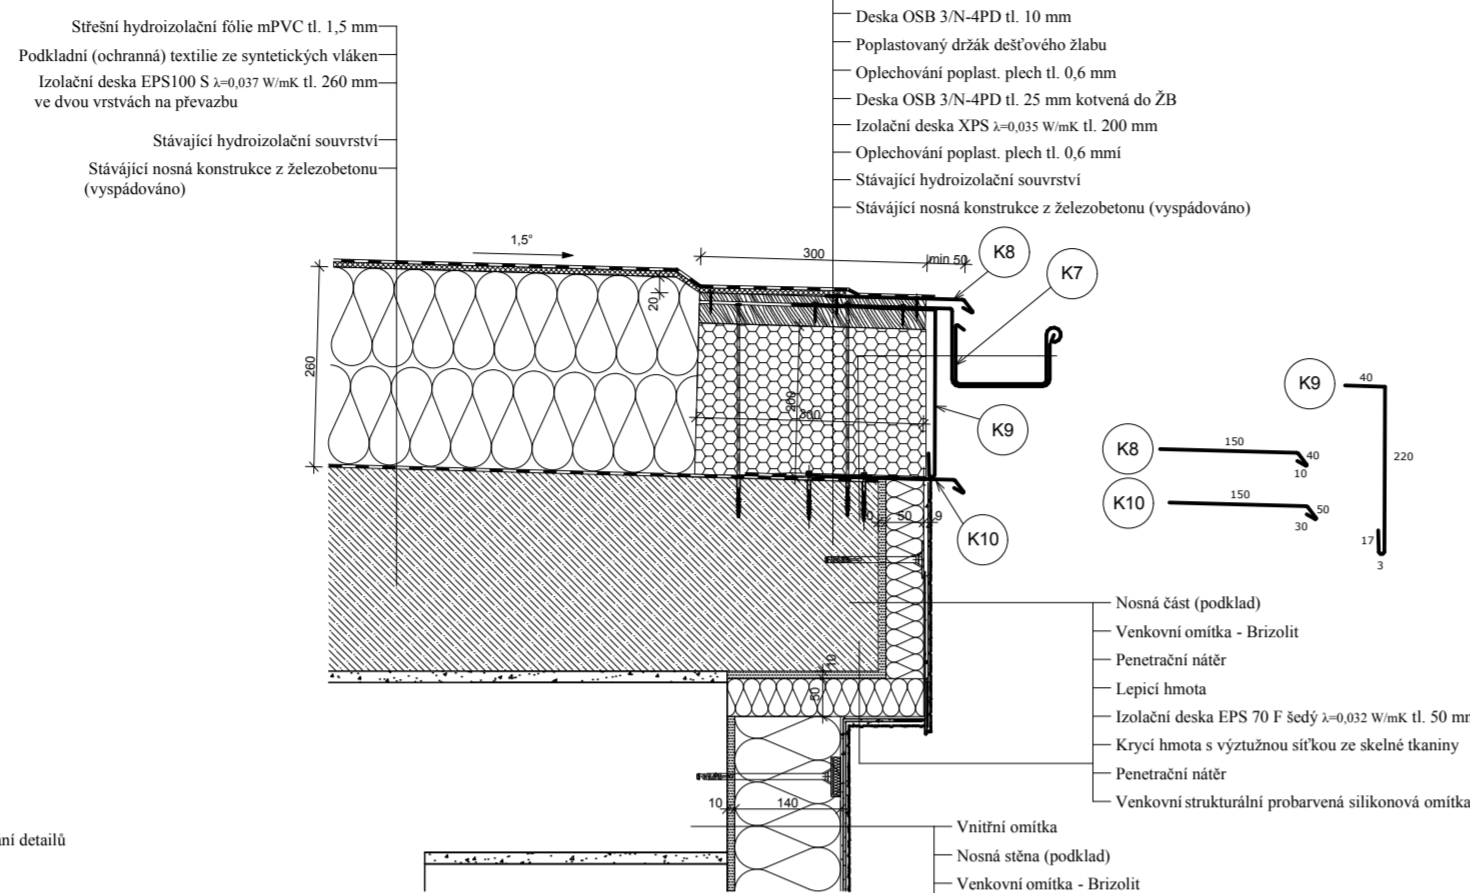 Střešní hydroizolační fólie mPVC tl. 1,5 mm
Podkladní (ochranná) textilie ze syntetických vláken
Izolační deska EPS100 S λ=0,037 W/mK tl. 260 mm
ve dvou vrstvách na převazbu
Stávající hydroizolační souvrství
Stávájící nosná konstrukce z železobetonu
(vyspádováno)
Deska OSB 3/N-4PD tl. 10 mm
Poplastovaný držák dešťového žlabu
Oplechování poplast. plech tl. 0,6 mm
Deska OSB 3/N-4PD tl. 25 mm kotvená do ŽB
Izolační deska XPS λ=0,035 W/mK tl. 200 mm
Oplechování poplast. plech tl. 0,6 mmí
Stávající hydroizolační souvrství
Stávající nosná konstrukce z železobetonu (vyspádováno)
1,5°
300
min 50
K8
K7
20
260
200
300
K9
K10
50
9
K9
40
220
17
3
K8
150
40
10
K10
150
50
30
10
50
10
140
Nosná část (podklad)
Venkovní omítka - Brizolit
Penetrační nátěr
Lepicí hmota
Izolační deska EPS 70 F šedý λ=0,032 W/mK tl. 50 mm
Krycí hmota s výztužnou síťkou ze skelné tkaniny
Penetrační nátěr
Venkovní strukturální probarvená silikonová omítka
Vnitřní omítka
Nosná stěna (podklad)
Venkovní omítka - Brizolit
ání detailů